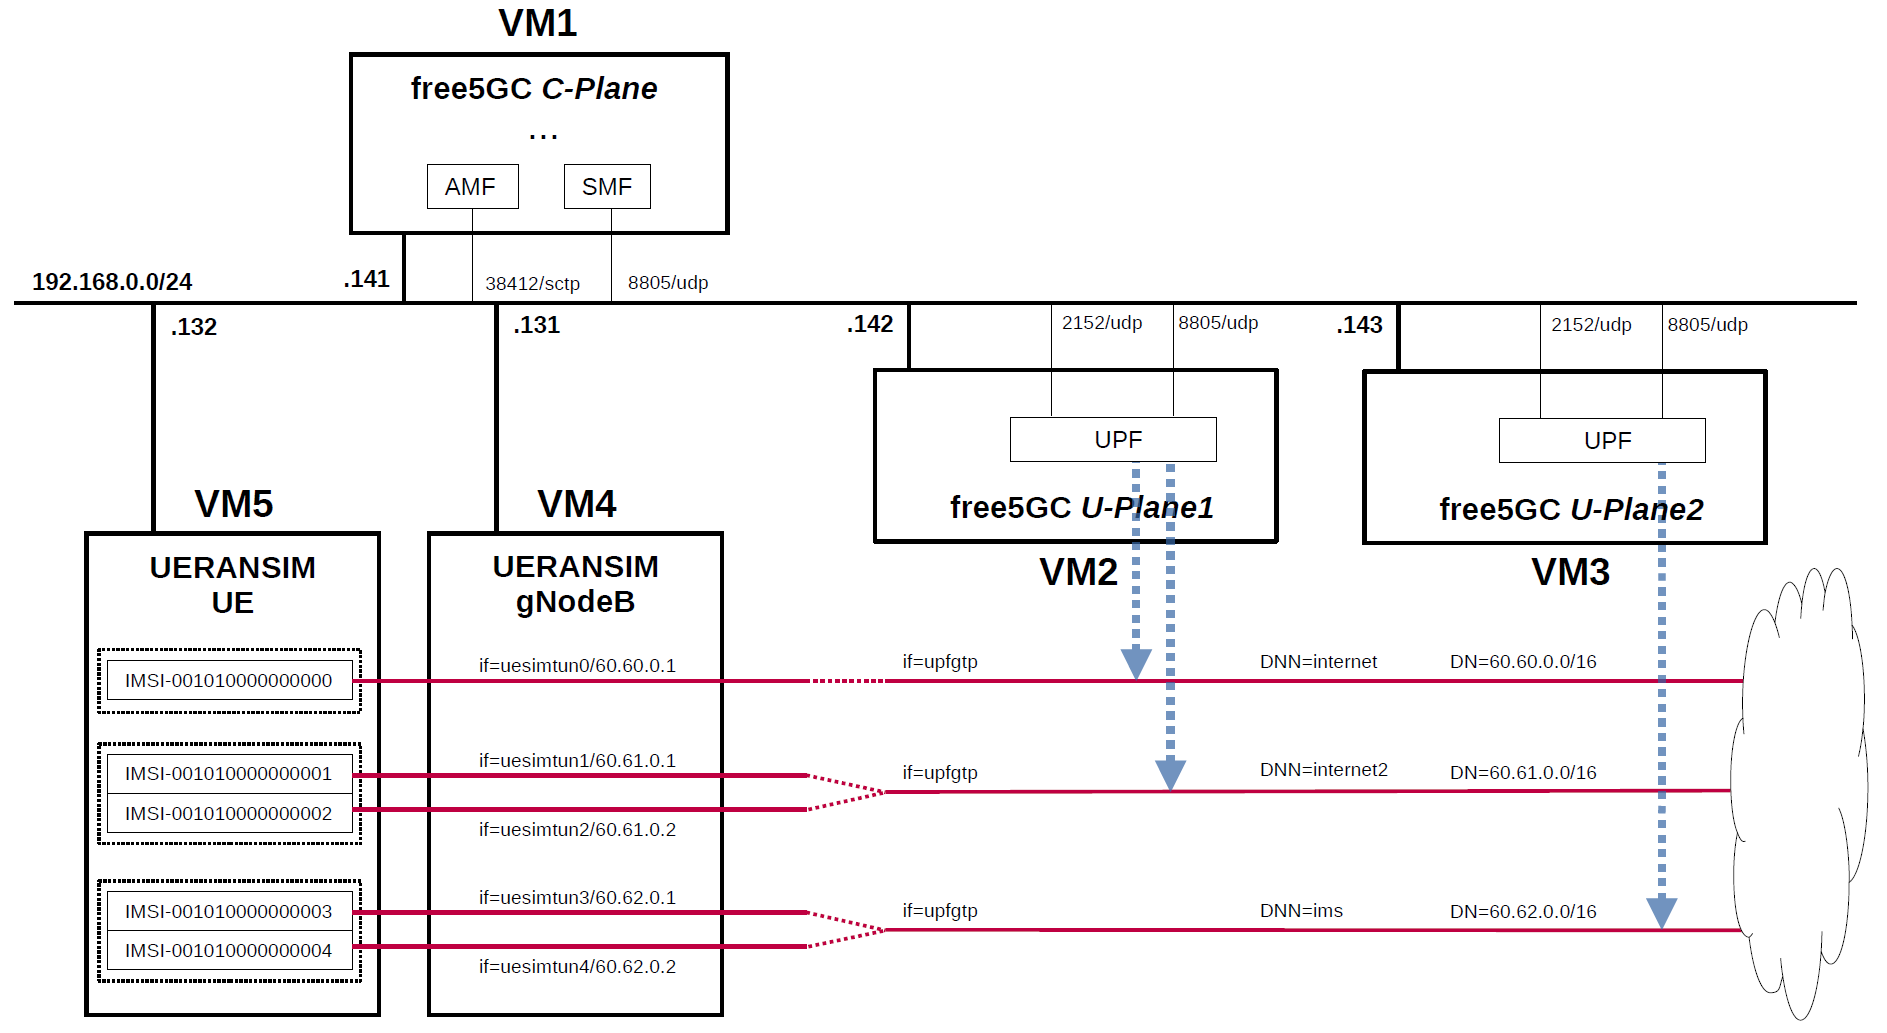 VM1
free5GC C-Plane
...
AMF
SMF
192.168.0.0/24
.141
38412/sctp
8805/udp
.132
.131
.142
2152/udp
8805/udp
.143
2152/udp
8805/udp
UPF
UPF
VM5
VM4
free5GC U-Plane1
free5GC U-Plane2
VM2
VM3
UERANSIM
UE
UERANSIM
gNodeB
IMSI-001010000000000
if=uesimtun0/60.60.0.1
if=upfgtp
DNN=internet
DN=60.60.0.0/16
IMSI-001010000000001
IMSI-001010000000002
if=uesimtun1/60.61.0.1
if=uesimtun2/60.61.0.2
if=upfgtp
DNN=internet2
DN=60.61.0.0/16
IMSI-001010000000003
IMSI-001010000000004
if=uesimtun3/60.62.0.1
if=uesimtun4/60.62.0.2
if=upfgtp
DNN=ims
DN=60.62.0.0/16